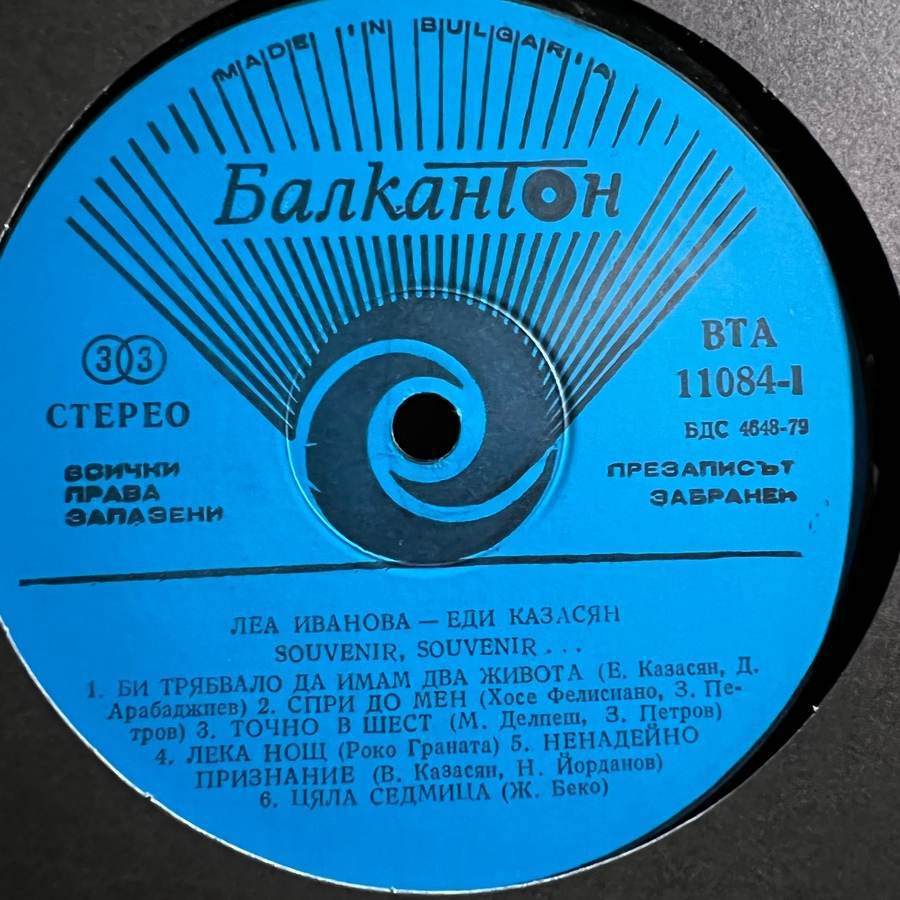 MADE IN BULGARIA
Балкантон
33
СТЕРЕО
ВСИЧКИ
ПРАВА
ЗАПАЗЕНИ
ВТА
11084-I
БДС 4648-79
ПРЕЗАПИСЪТ
ЗАБРАНЕН
ЛЕА ИВАНОВА — ЕДИ КАЗАСЯН
SOUVENIR, SOUVENIR . . .
1. БИ ТРЯБВАЛО ДА ИМАМ ДВА ЖИВОТА (Е. Казасян, Д.
Арабаджиев) 2. СПРИ ДО МЕН (Хосе Фелисиано, З. Пе-
тров) 3. ТОЧНО В ШЕСТ (М. Делпеш, З. Петров)
4. ЛЕКА НОЩ (Роко Граната) 5. НЕНАДЕЙНО
ПРИЗНАНИЕ (В. Казасян, Н. Йорданов)
6. ЦЯЛА СЕДМИЦА (Ж. Беко)